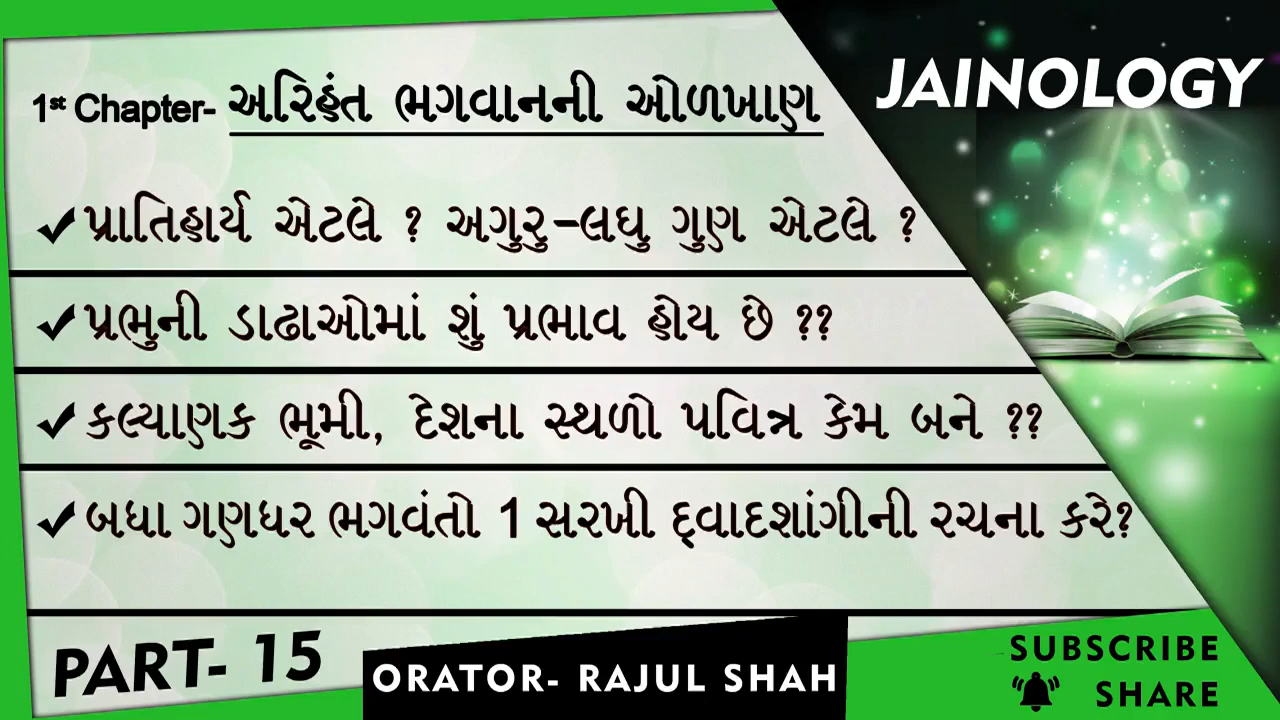 JAINOLOGY
1st Chapter- અરિહંત ભગવાનની ઓળખાણ
✓પ્રાતિહાર્ય એટલે ? અગુરુ-લઘુ ગુણ એટલે ?
✓પ્રભુની ડાઢાઓમાં શું પ્રભાવ હોય છે ??
✓કલ્યાણક ભૂમી, દેશના સ્થળો પવિત્ર કેમ બને ??
✓બધા ગણધર ભગવંતો 1 સરખી દ્વાદશાંગીની રચના કરે?
PART- 15
ORATOR- RAJUL SHAH
SUBSCRIBE
SHARE